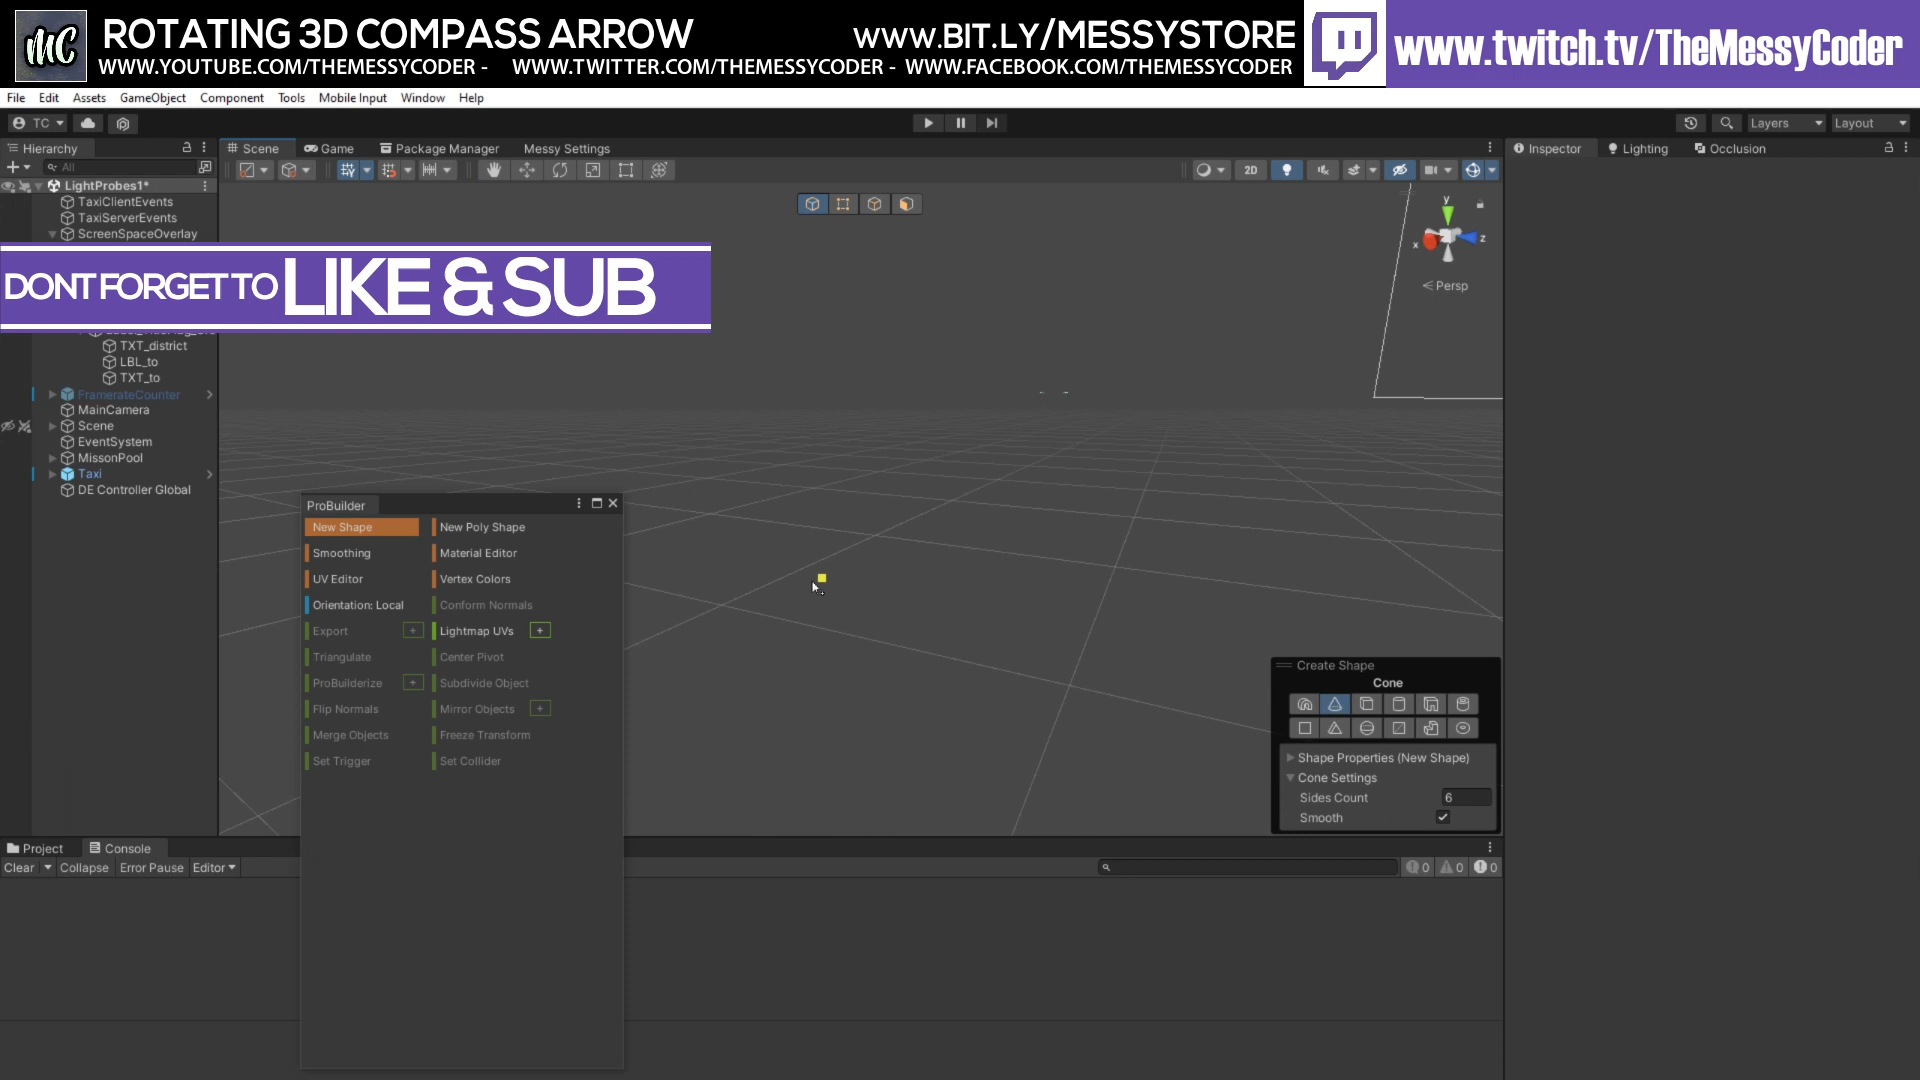 MC
ROTATING 3D COMPASS ARROW
WWW.BIT.LY/MESSYSTORE
WWW.YOUTUBE.COM/THEMESSYCODER - WWW.TWITTER.COM/THEMESSYCODER - WWW.FACEBOOK.COM/THEMESSYCODER
www.twitch.tv/TheMessyCoder
File Edit Assets GameObject Component Tools Mobile Input Window Help
TC
Layers
Layout
Hierarchy
Scene
Game
Package Manager
Messy Settings
Inspector
Lighting
Occlusion
All
2D
LightProbes1*
TaxiClientEvents
TaxiServerEvents
ScreenSpaceOverlay
DONT FORGET TO LIKE & SUB
TXT_district
LBL_to
TXT_to
FramerateCounter
MainCamera
Scene
EventSystem
MissonPool
Taxi
DE Controller Global
y
x
z
Persp
ProBuilder
New Shape
New Poly Shape
Smoothing
Material Editor
UV Editor
Vertex Colors
Orientation: Local
Conform Normals
Export +
Lightmap UVs +
Triangulate
Center Pivot
ProBuilderize +
Subdivide Object
Flip Normals
Mirror Objects +
Merge Objects
Freeze Transform
Set Trigger
Set Collider
Create Shape
Cone
Shape Properties (New Shape)
Cone Settings
Sides Count 6
Smooth
Project
Console
Clear Collapse Error Pause Editor
0 0 0